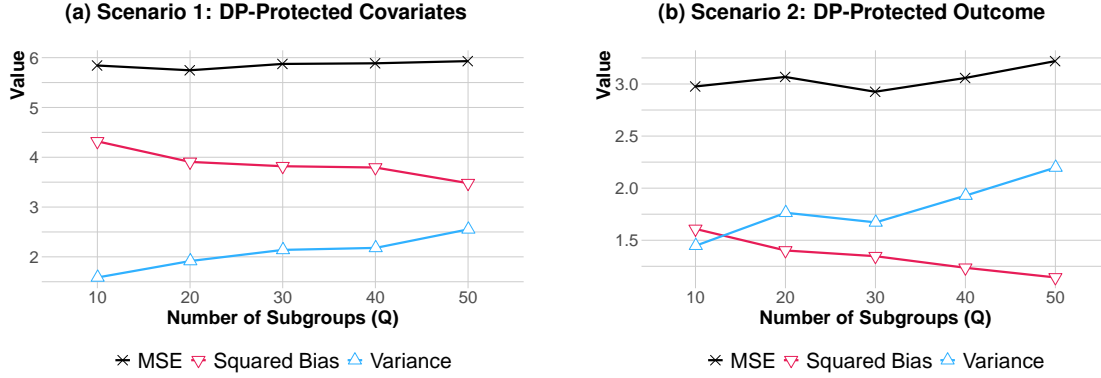 (a) Scenario 1: DP-Protected Covariates
Value
6
5
4
3
2
10 20 30 40 50
Number of Subgroups (Q)
MSE Squared Bias Variance
(b) Scenario 2: DP-Protected Outcome
Value
3.0
2.5
2.0
1.5
10 20 30 40 50
Number of Subgroups (Q)
MSE Squared Bias Variance